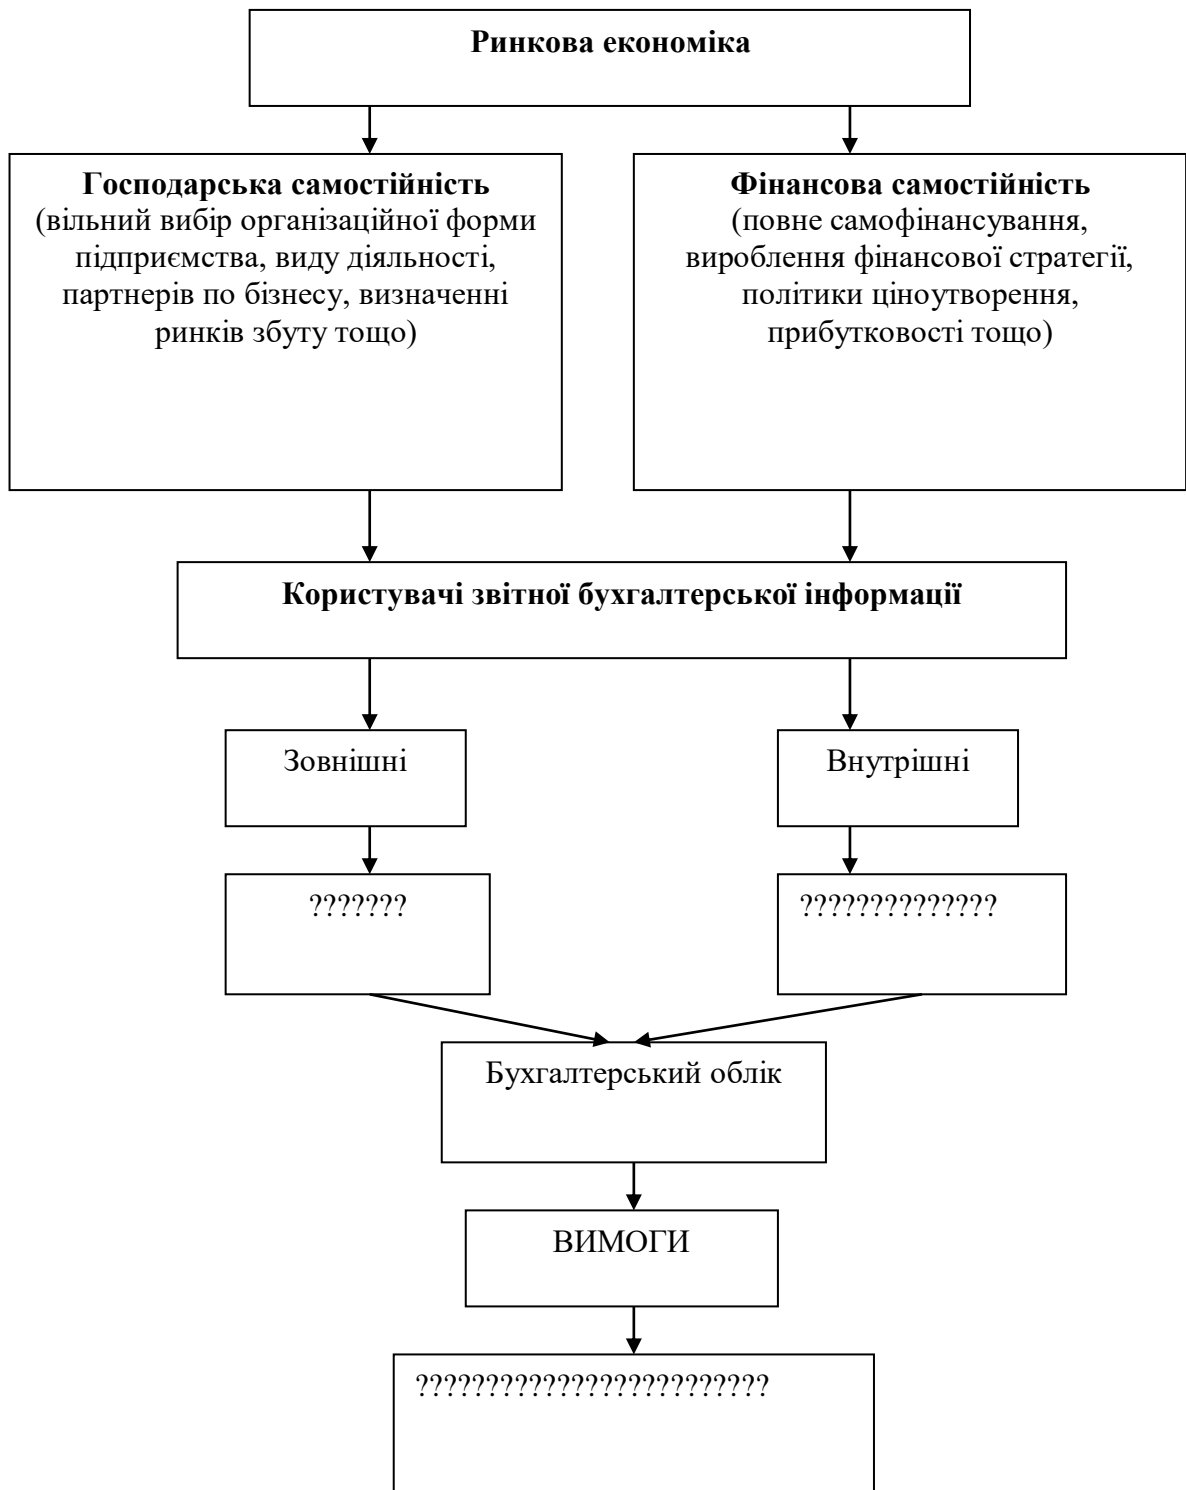 Ринкова економіка
Господарська самостійність
(вільний вибір організаційної форми
підприємства, виду діяльності,
партнерів по бізнесу, визначенні
ринків збуту тощо)
Фінансова самостійність
(повне самофінансування,
вироблення фінансової стратегії,
політики ціноутворення,
прибутковості тощо)
Користувачі звітної бухгалтерської інформації
Зовнішні
Внутрішні
???????
??????????????
Бухгалтерський облік
ВИМОГИ
?????????????????????????